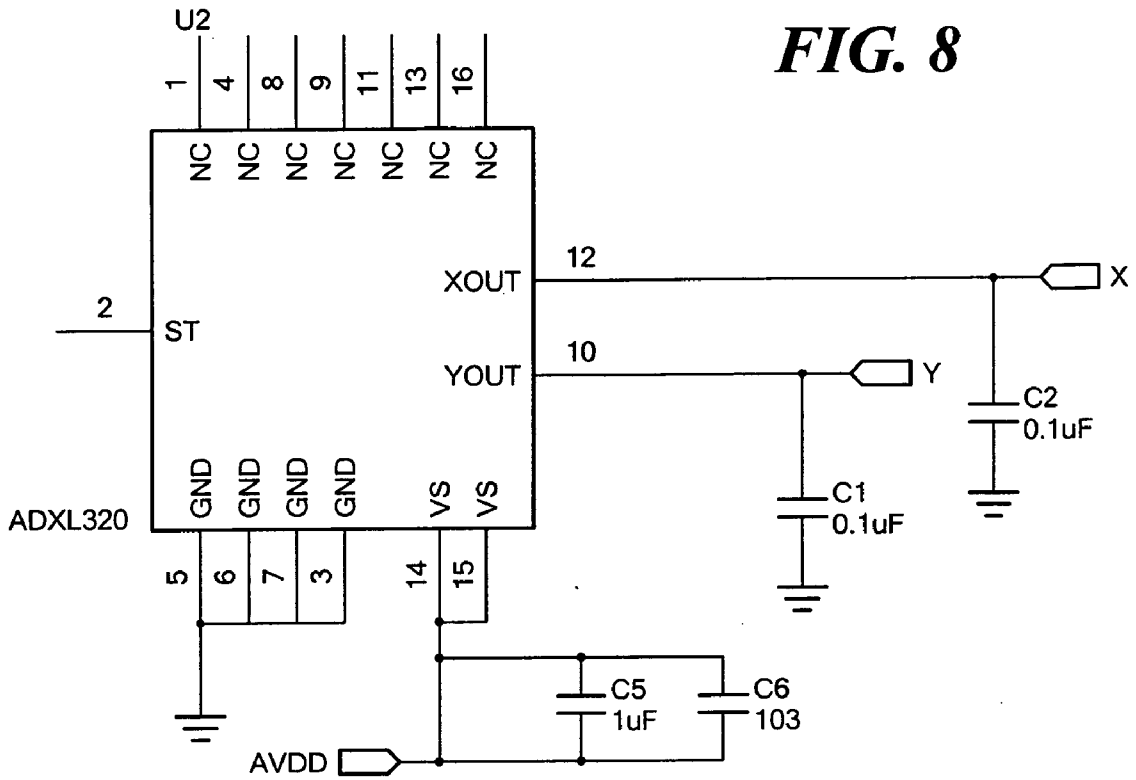 FIG. 8
U2
1 4 8 9 11 13 16
NC NC NC NC NC NC NC
XOUT 12 X
2 ST
YOUT 10 Y
C2
0.1uF
C1
0.1uF
GND GND GND GND VS VS
ADXL320
5 6 7 3 14 15
C5
1uF
C6
103
AVDD